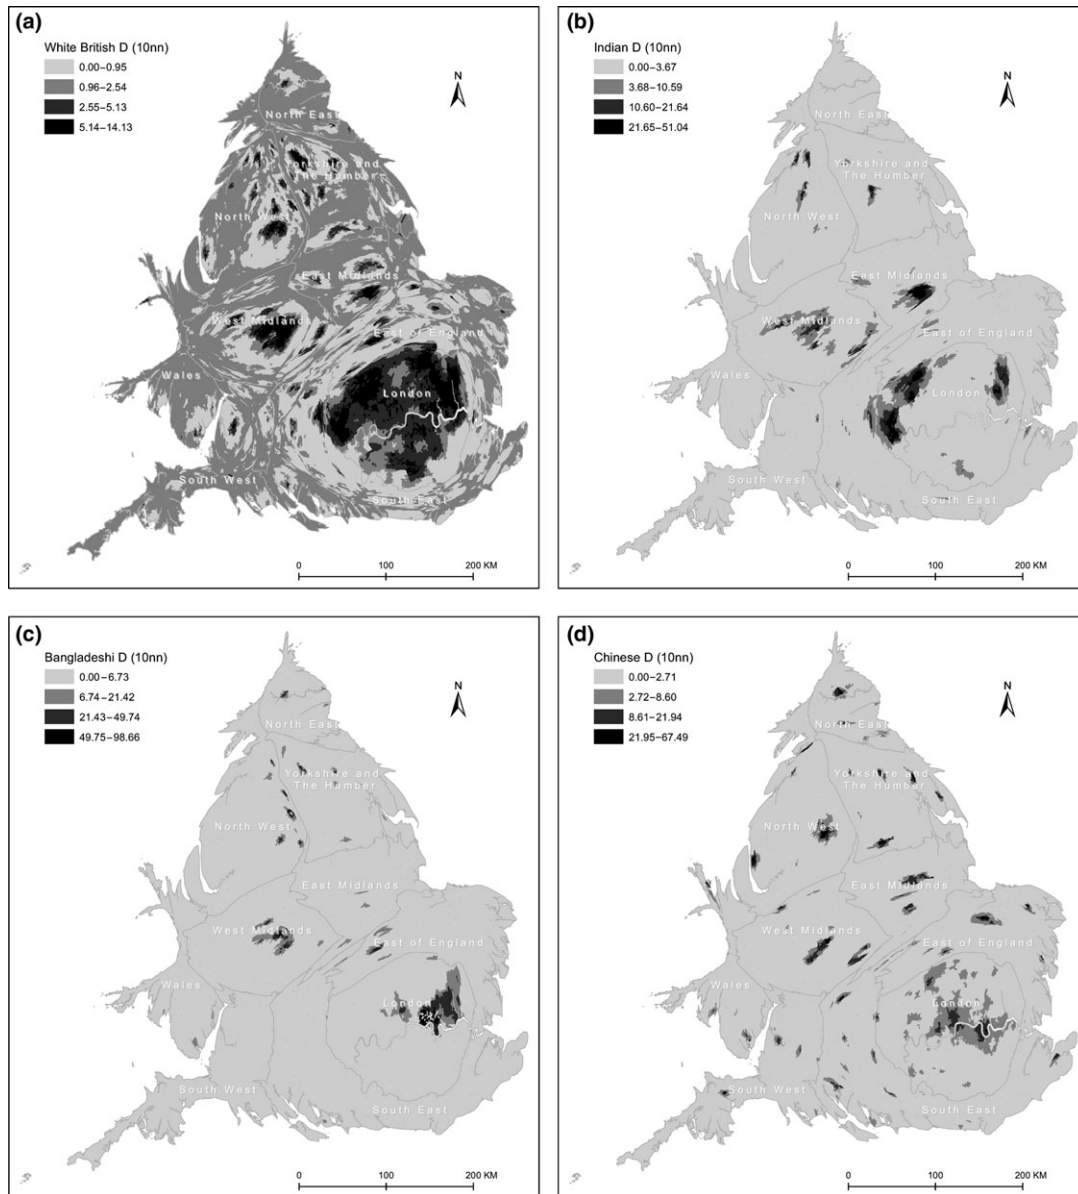 (a)
White British D (10nn)
0.00–0.95
0.96–2.54
2.55–5.13
5.14–14.13
N
North East
Yorkshire and
The Humber
North West
East Midlands
West Midlands
East of England
Wales
London
South West
South East
0 100 200 KM
(b)
Indian D (10nn)
0.00–3.67
3.68–10.59
10.60–21.64
21.65–51.04
N
North East
Yorkshire and
The Humber
North West
East Midlands
West Midlands
East of England
Wales
London
South West
South East
0 100 200 KM
(c)
Bangladeshi D (10nn)
0.00–6.73
6.74–21.42
21.43–49.74
49.75–98.66
N
North East
Yorkshire and
The Humber
North West
East Midlands
West Midlands
East of England
Wales
London
South West
South East
0 100 200 KM
(d)
Chinese D (10nn)
0.00–2.71
2.72–8.60
8.61–21.94
21.95–67.49
N
North East
Yorkshire and
The Humber
North West
East Midlands
West Midlands
East of England
Wales
London
South West
South East
0 100 200 KM